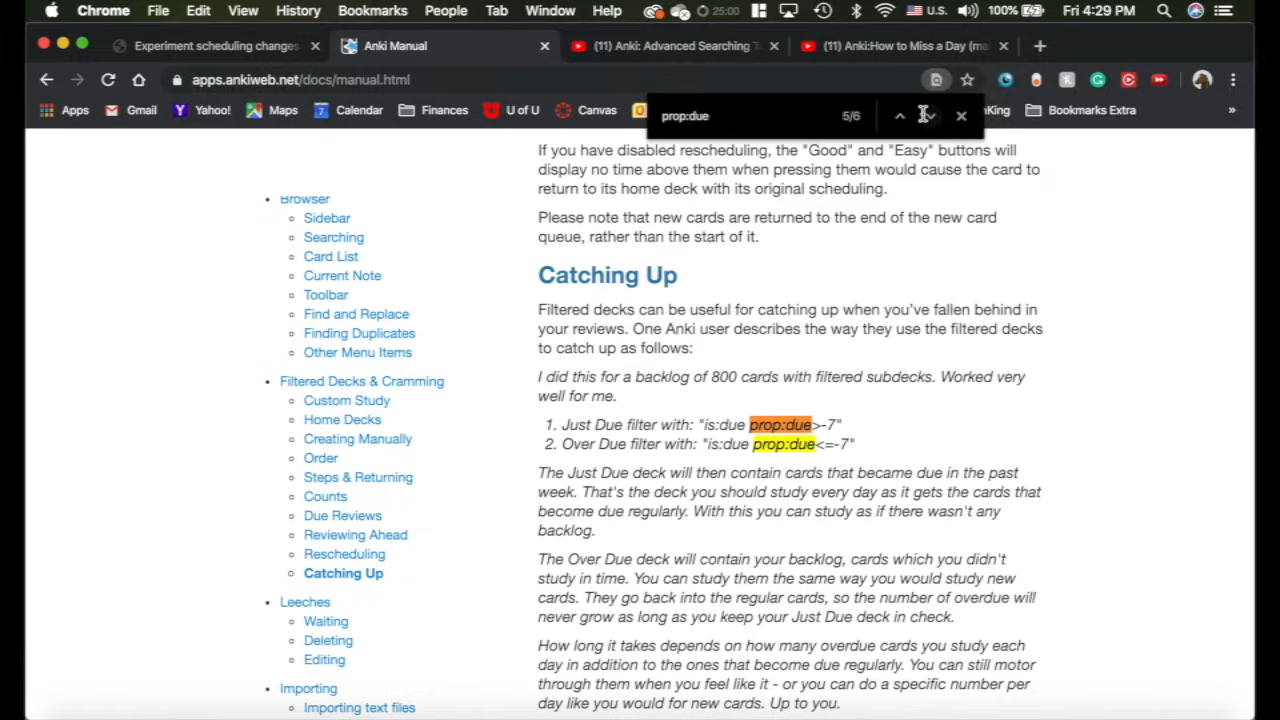 Chrome File Edit View History Bookmarks People Tab Window Help 25:00 U.S. 100% Fri 4:29 PM
Experiment scheduling changes
Anki Manual
(11) Anki: Advanced Searching T
(11) Anki:How to Miss a Day (ma
apps.ankiweb.net/docs/manual.html
Apps Gmail Yahoo! Maps Calendar Finances U of U Canvas nKing Bookmarks Extra »
prop:due 5/6
Browser
Sidebar
Searching
Card List
Current Note
Toolbar
Find and Replace
Finding Duplicates
Other Menu Items
Filtered Decks & Cramming
Custom Study
Home Decks
Creating Manually
Order
Steps & Returning
Counts
Due Reviews
Reviewing Ahead
Rescheduling
Catching Up
Leeches
Waiting
Deleting
Editing
Importing
Importing text files
If you have disabled rescheduling, the "Good" and "Easy" buttons will
display no time above them when pressing them would cause the card to
return to its home deck with its original scheduling.
Please note that new cards are returned to the end of the new card
queue, rather than the start of it.
Catching Up
Filtered decks can be useful for catching up when you've fallen behind in
your reviews. One Anki user describes the way they use the filtered decks
to catch up as follows:
I did this for a backlog of 800 cards with filtered subdecks. Worked very
well for me.
1. Just Due filter with: "is:due prop:due>-7"
2. Over Due filter with: "is:due prop:due<=-7"
The Just Due deck will then contain cards that became due in the past
week. That's the deck you should study every day as it gets the cards that
become due regularly. With this you can study as if there wasn't any
backlog.
The Over Due deck will contain your backlog, cards which you didn't
study in time. You can study them the same way you would study new
cards. They go back into the regular cards, so the number of overdue will
never grow as long as you keep your Just Due deck in check.
How long it takes depends on how many overdue cards you study each
day in addition to the ones that become due regularly. You can still motor
through them when you feel like it - or you can do a specific number per
day like you would for new cards. Up to you.